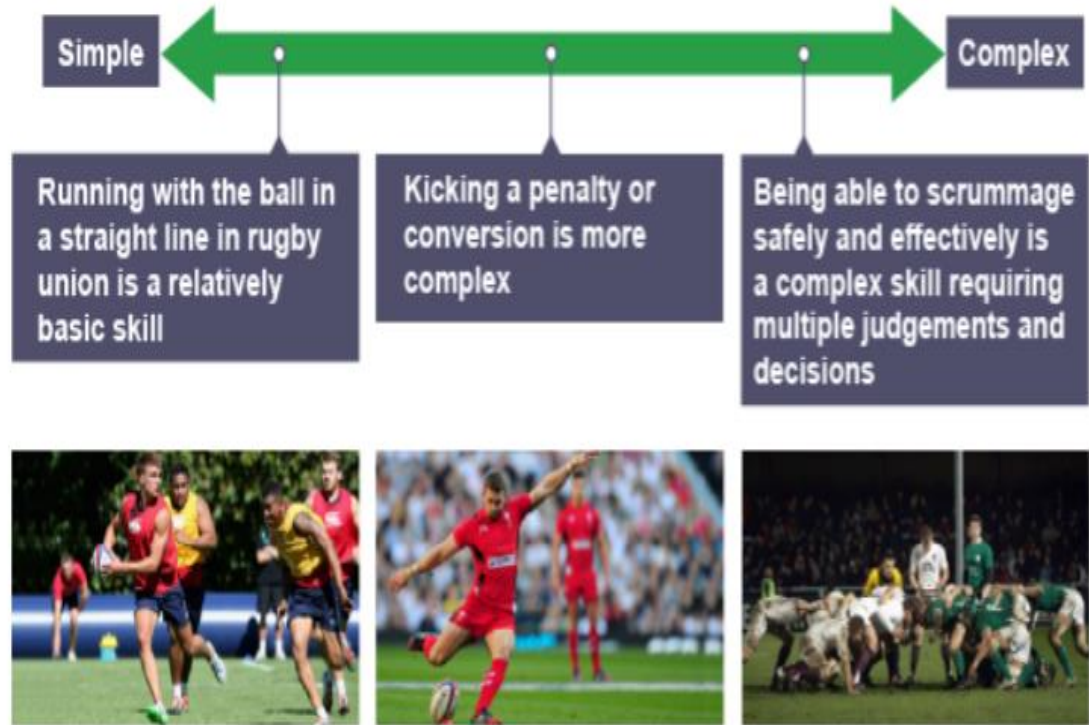 Simple
Complex
Running with the ball in
a straight line in rugby
union is a relatively
basic skill
Kicking a penalty or
conversion is more
complex
Being able to scrummage
safely and effectively is
a complex skill requiring
multiple judgements and
decisions